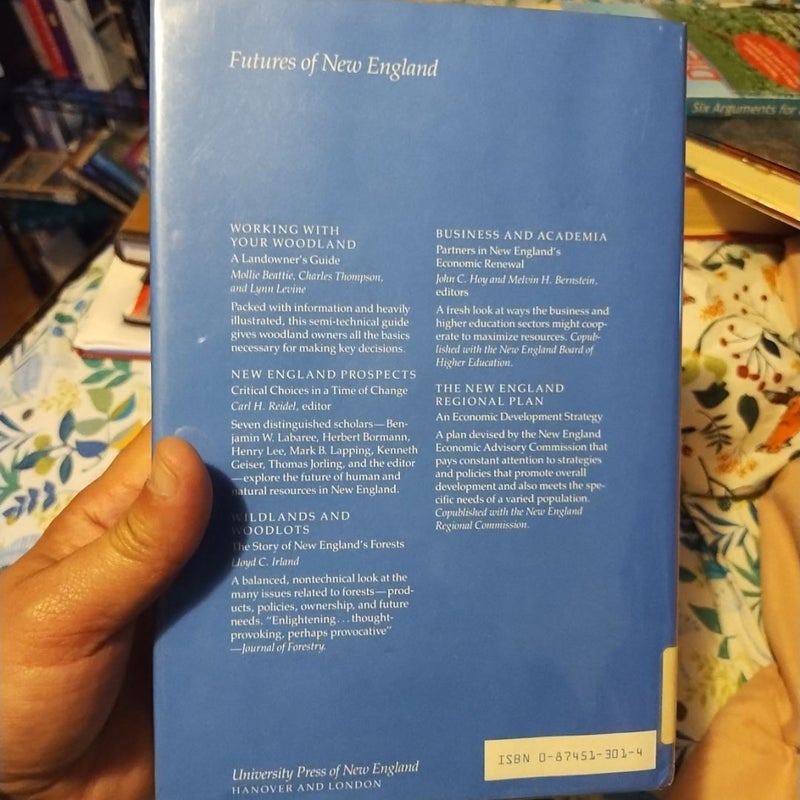 Futures of New England
WORKING WITH
YOUR WOODLAND
A Landowner's Guide
Mollie Beattie, Charles Thompson,
and Lynn Levine
Packed with information and heavily
illustrated, this semi-technical guide
gives woodland owners all the basics
necessary for making key decisions.
NEW ENGLAND PROSPECTS
Critical Choices in a Time of Change
Carl H. Reidel, editor
Seven distinguished scholars—Ben-
jamin W. Labaree, Herbert Bormann,
Henry Lee, Mark B. Lapping, Kenneth
Geiser, Thomas Jorling, and the editor
—explore the future of human and
natural resources in New England.
WILDLANDS AND
WOODLOTS
The Story of New England's Forests
Lloyd C. Irland
A balanced, nontechnical look at the
many issues related to forests—prod-
ucts, policies, ownership, and future
needs. "Enlightening...thought-
provoking, perhaps provocative"
—Journal of Forestry.
BUSINESS AND ACADEMIA
Partners in New England's
Economic Renewal
John C. Hoy and Melvin H. Bernstein,
editors
A fresh look at ways the business and
higher education sectors might coop-
erate to maximize resources. Copub-
lished with the New England Board of
Higher Education.
THE NEW ENGLAND
REGIONAL PLAN
An Economic Development Strategy
A plan devised by the New England
Economic Advisory Commission that
pays constant attention to strategies
and policies that promote overall
development and also meets the spe-
cific needs of a varied population.
Copublished with the New England
Regional Commission.
University Press of New England
HANOVER AND LONDON
ISBN 0-87451-301-4
Six Arguments for